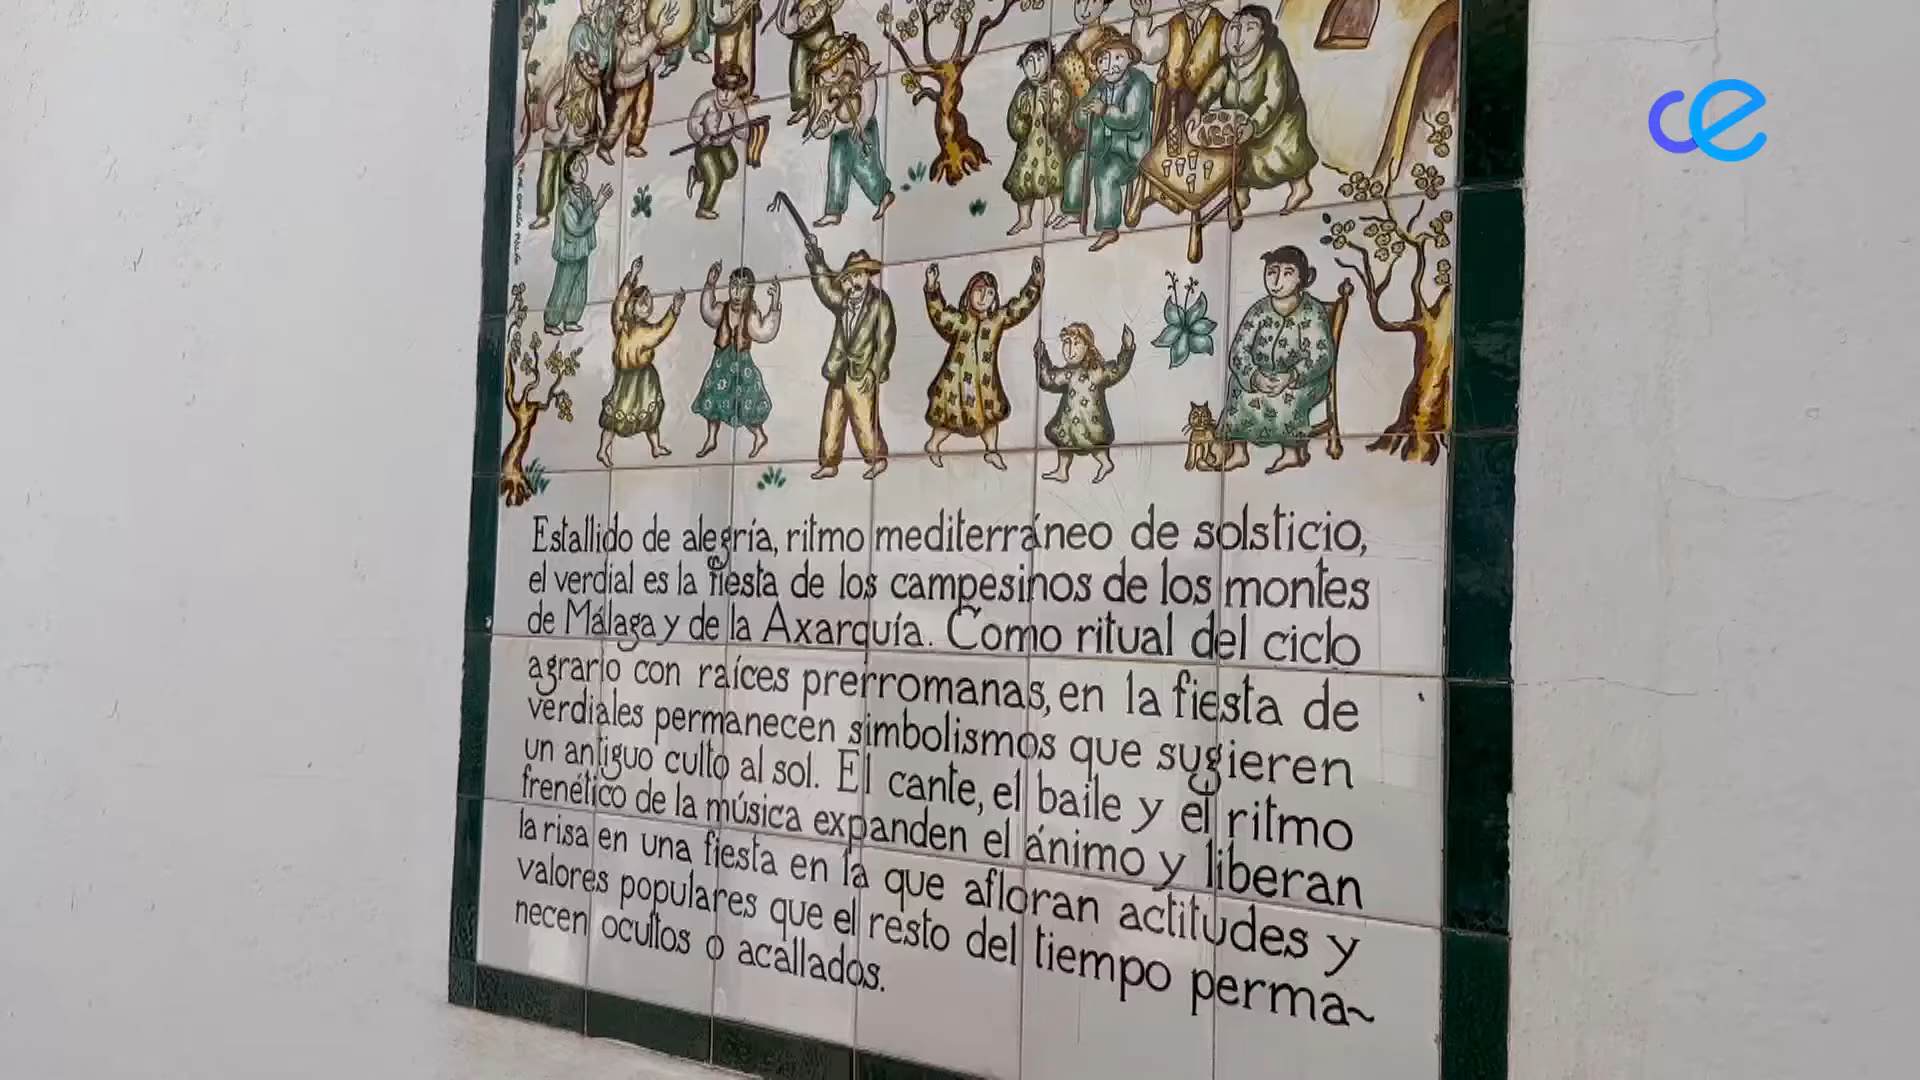 ce
Estallido de alegría, ritmo mediterráneo de solsticio,
el verdial es la fiesta de los campesinos de los montes
de Málaga y de la Axarquía. Como ritual del ciclo
agrario con raíces prerromanas, en la fiesta de
verdiales permanecen simbolismos que sugieren
un antiguo culto al sol. El cante, el baile y el ritmo
frenético de la música expanden el ánimo y liberan
la risa en una fiesta en la que afloran actitudes y
valores populares que el resto del tiempo perma~
necen ocultos o acallados.